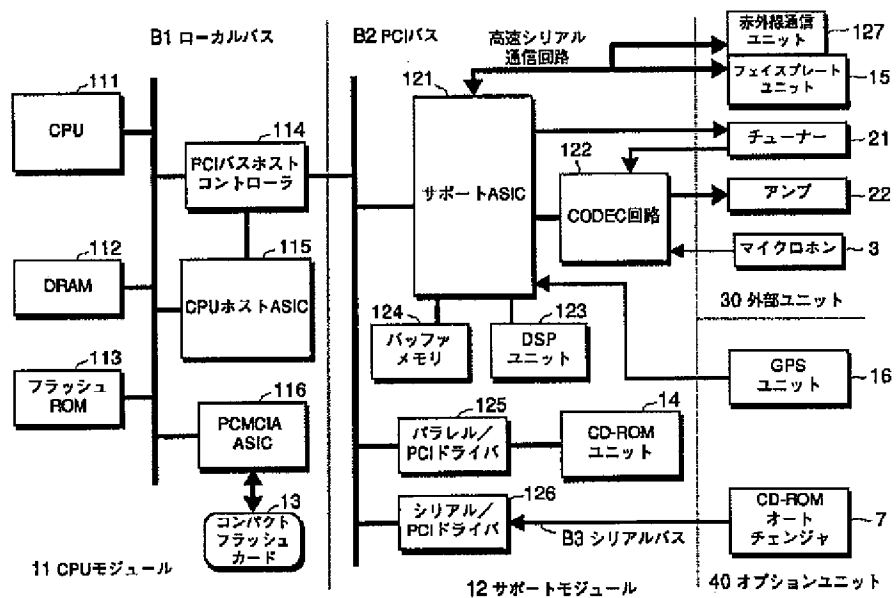 B1 ローカルバス
B2 PCIバス
高速シリアル
通信回路
赤外線通信
ユニット
127
フェイスプレート
ユニット
15
111
CPU
114
PCIバスホスト
コントローラ
121
サポートASIC
チューナー
21
122
CODEC回路
アンプ
22
マイクロホン
3
112
DRAM
115
CPUホストASIC
30 外部ユニット
124
バッファ
メモリ
123
DSP
ユニット
113
フラッシュ
ROM
116
PCMCIA
ASIC
GPS
ユニット
16
125
パラレル／
PCIドライバ
14
CD-ROM
ユニット
13
コンパクト
フラッシュ
カード
126
シリアル／
PCIドライバ
B3 シリアルバス
CD-ROM
オート
チェンジャ
7
11 CPUモジュール
12 サポートモジュール
40 オプションユニット